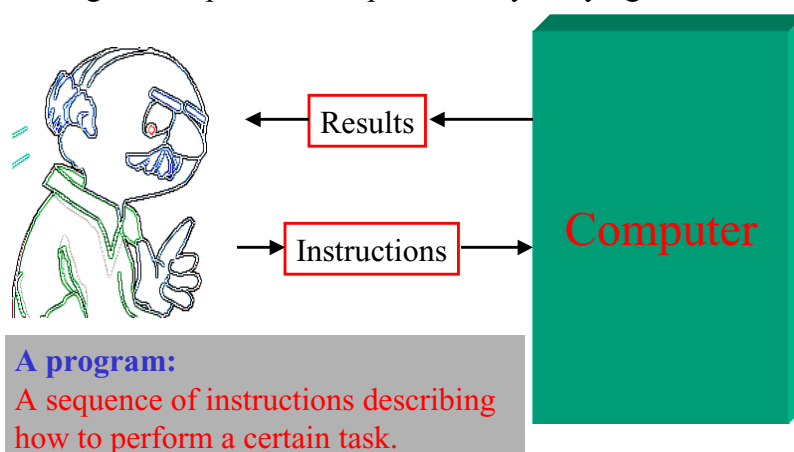 Results
Instructions
Computer
A program:
A sequence of instructions describing
how to perform a certain task.